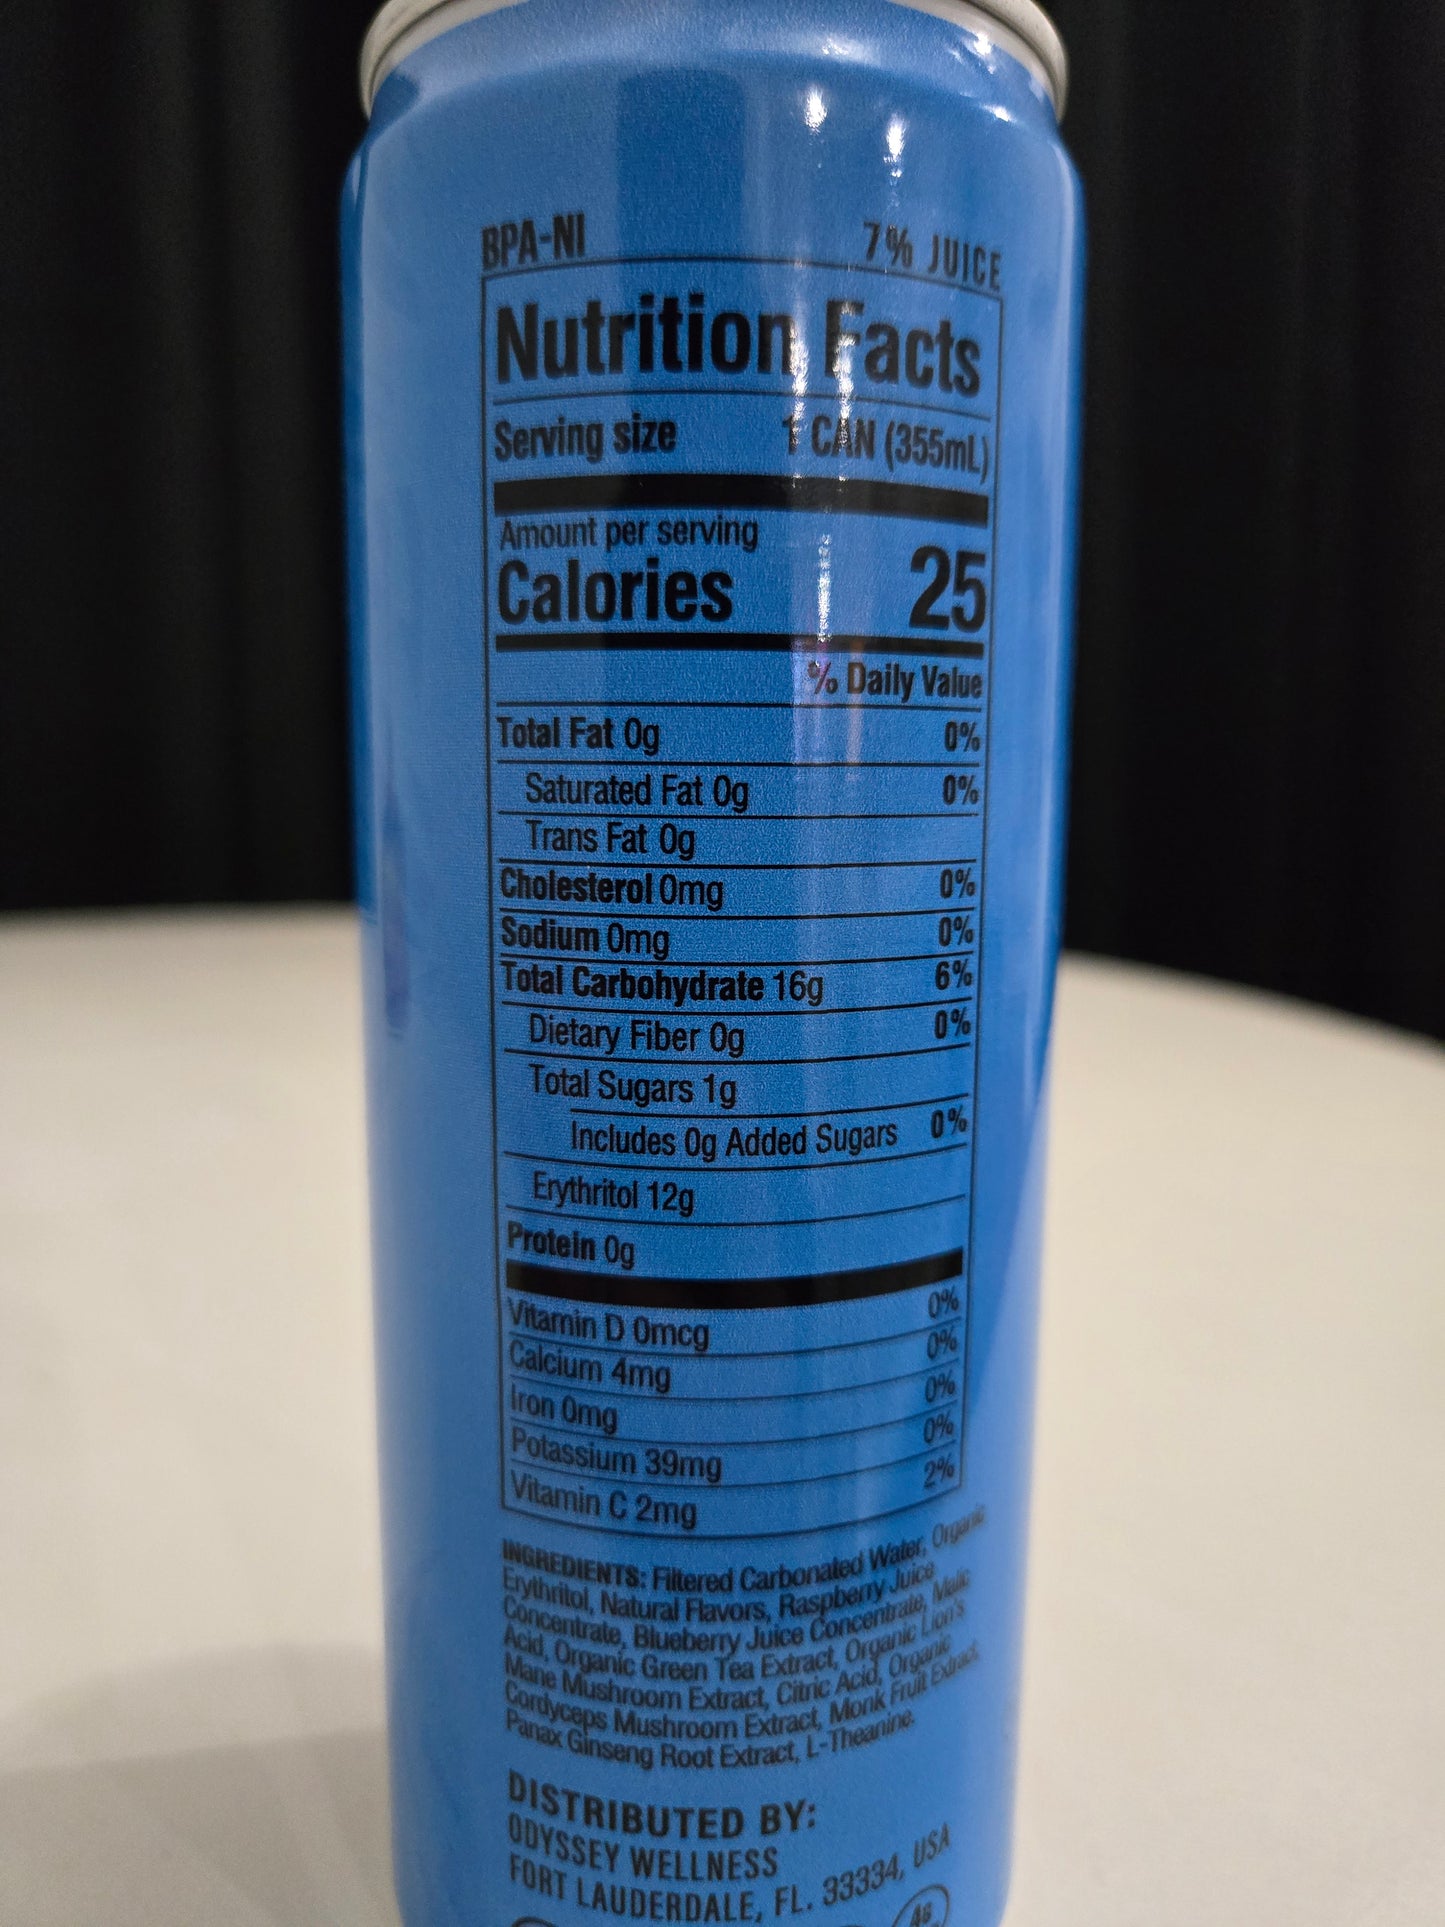 BPA-NI 7% JUICE
Nutrition Facts
Serving size 1 CAN (355mL)
Amount per serving
Calories 25
% Daily Value
Total Fat 0g 0%
Saturated Fat 0g 0%
Trans Fat 0g
Cholesterol 0mg 0%
Sodium 0mg 0%
Total Carbohydrate 16g 6%
Dietary Fiber 0g 0%
Total Sugars 1g
Includes 0g Added Sugars 0%
Erythritol 12g
Protein 0g
Vitamin D 0mcg 0%
Calcium 4mg 0%
Iron 0mg 0%
Potassium 39mg 0%
Vitamin C 2mg 2%
INGREDIENTS: Filtered Carbonated Water, Organic
Erythritol, Natural Flavors, Raspberry Juice
Concentrate, Blueberry Juice Concentrate, Malic
Acid, Organic Green Tea Extract, Organic Lion's
Mane Mushroom Extract, Citric Acid, Organic
Cordyceps Mushroom Extract, Monk Fruit Extract,
Panax Ginseng Root Extract, L-Theanine.
DISTRIBUTED BY:
ODYSSEY WELLNESS
FORT LAUDERDALE, FL. 33334, USA